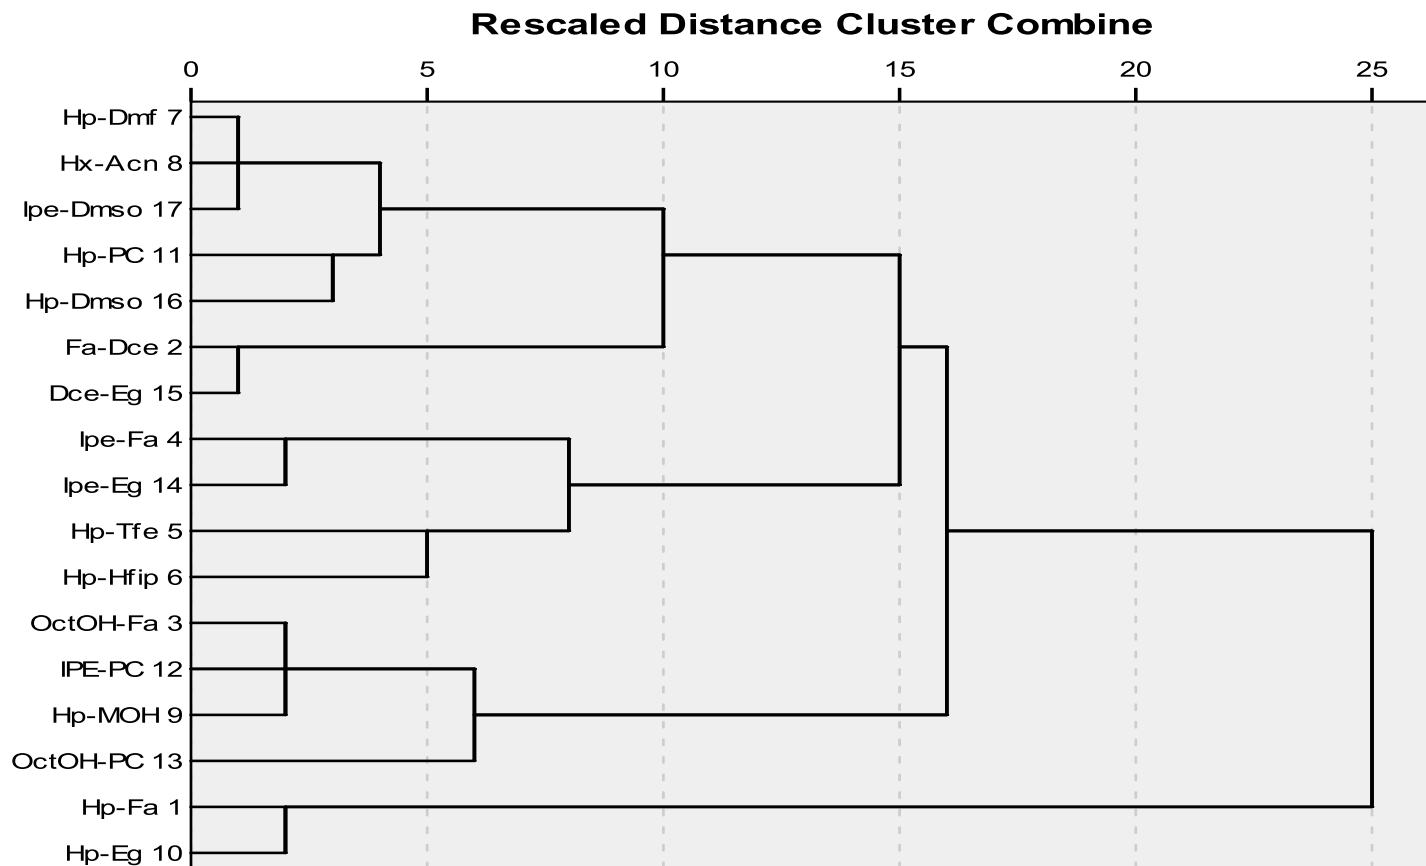 Rescaled Distance Cluster Combine
0 5 10 15 20 25
Hp-Dmf 7
Hx-Acn 8
Ipe-Dmso 17
Hp-PC 11
Hp-Dmso 16
Fa-Dce 2
Dce-Eg 15
Ipe-Fa 4
Ipe-Eg 14
Hp-Tfe 5
Hp-Hfip 6
OctOH-Fa 3
IPE-PC 12
Hp-MOH 9
OctOH-PC 13
Hp-Fa 1
Hp-Eg 10